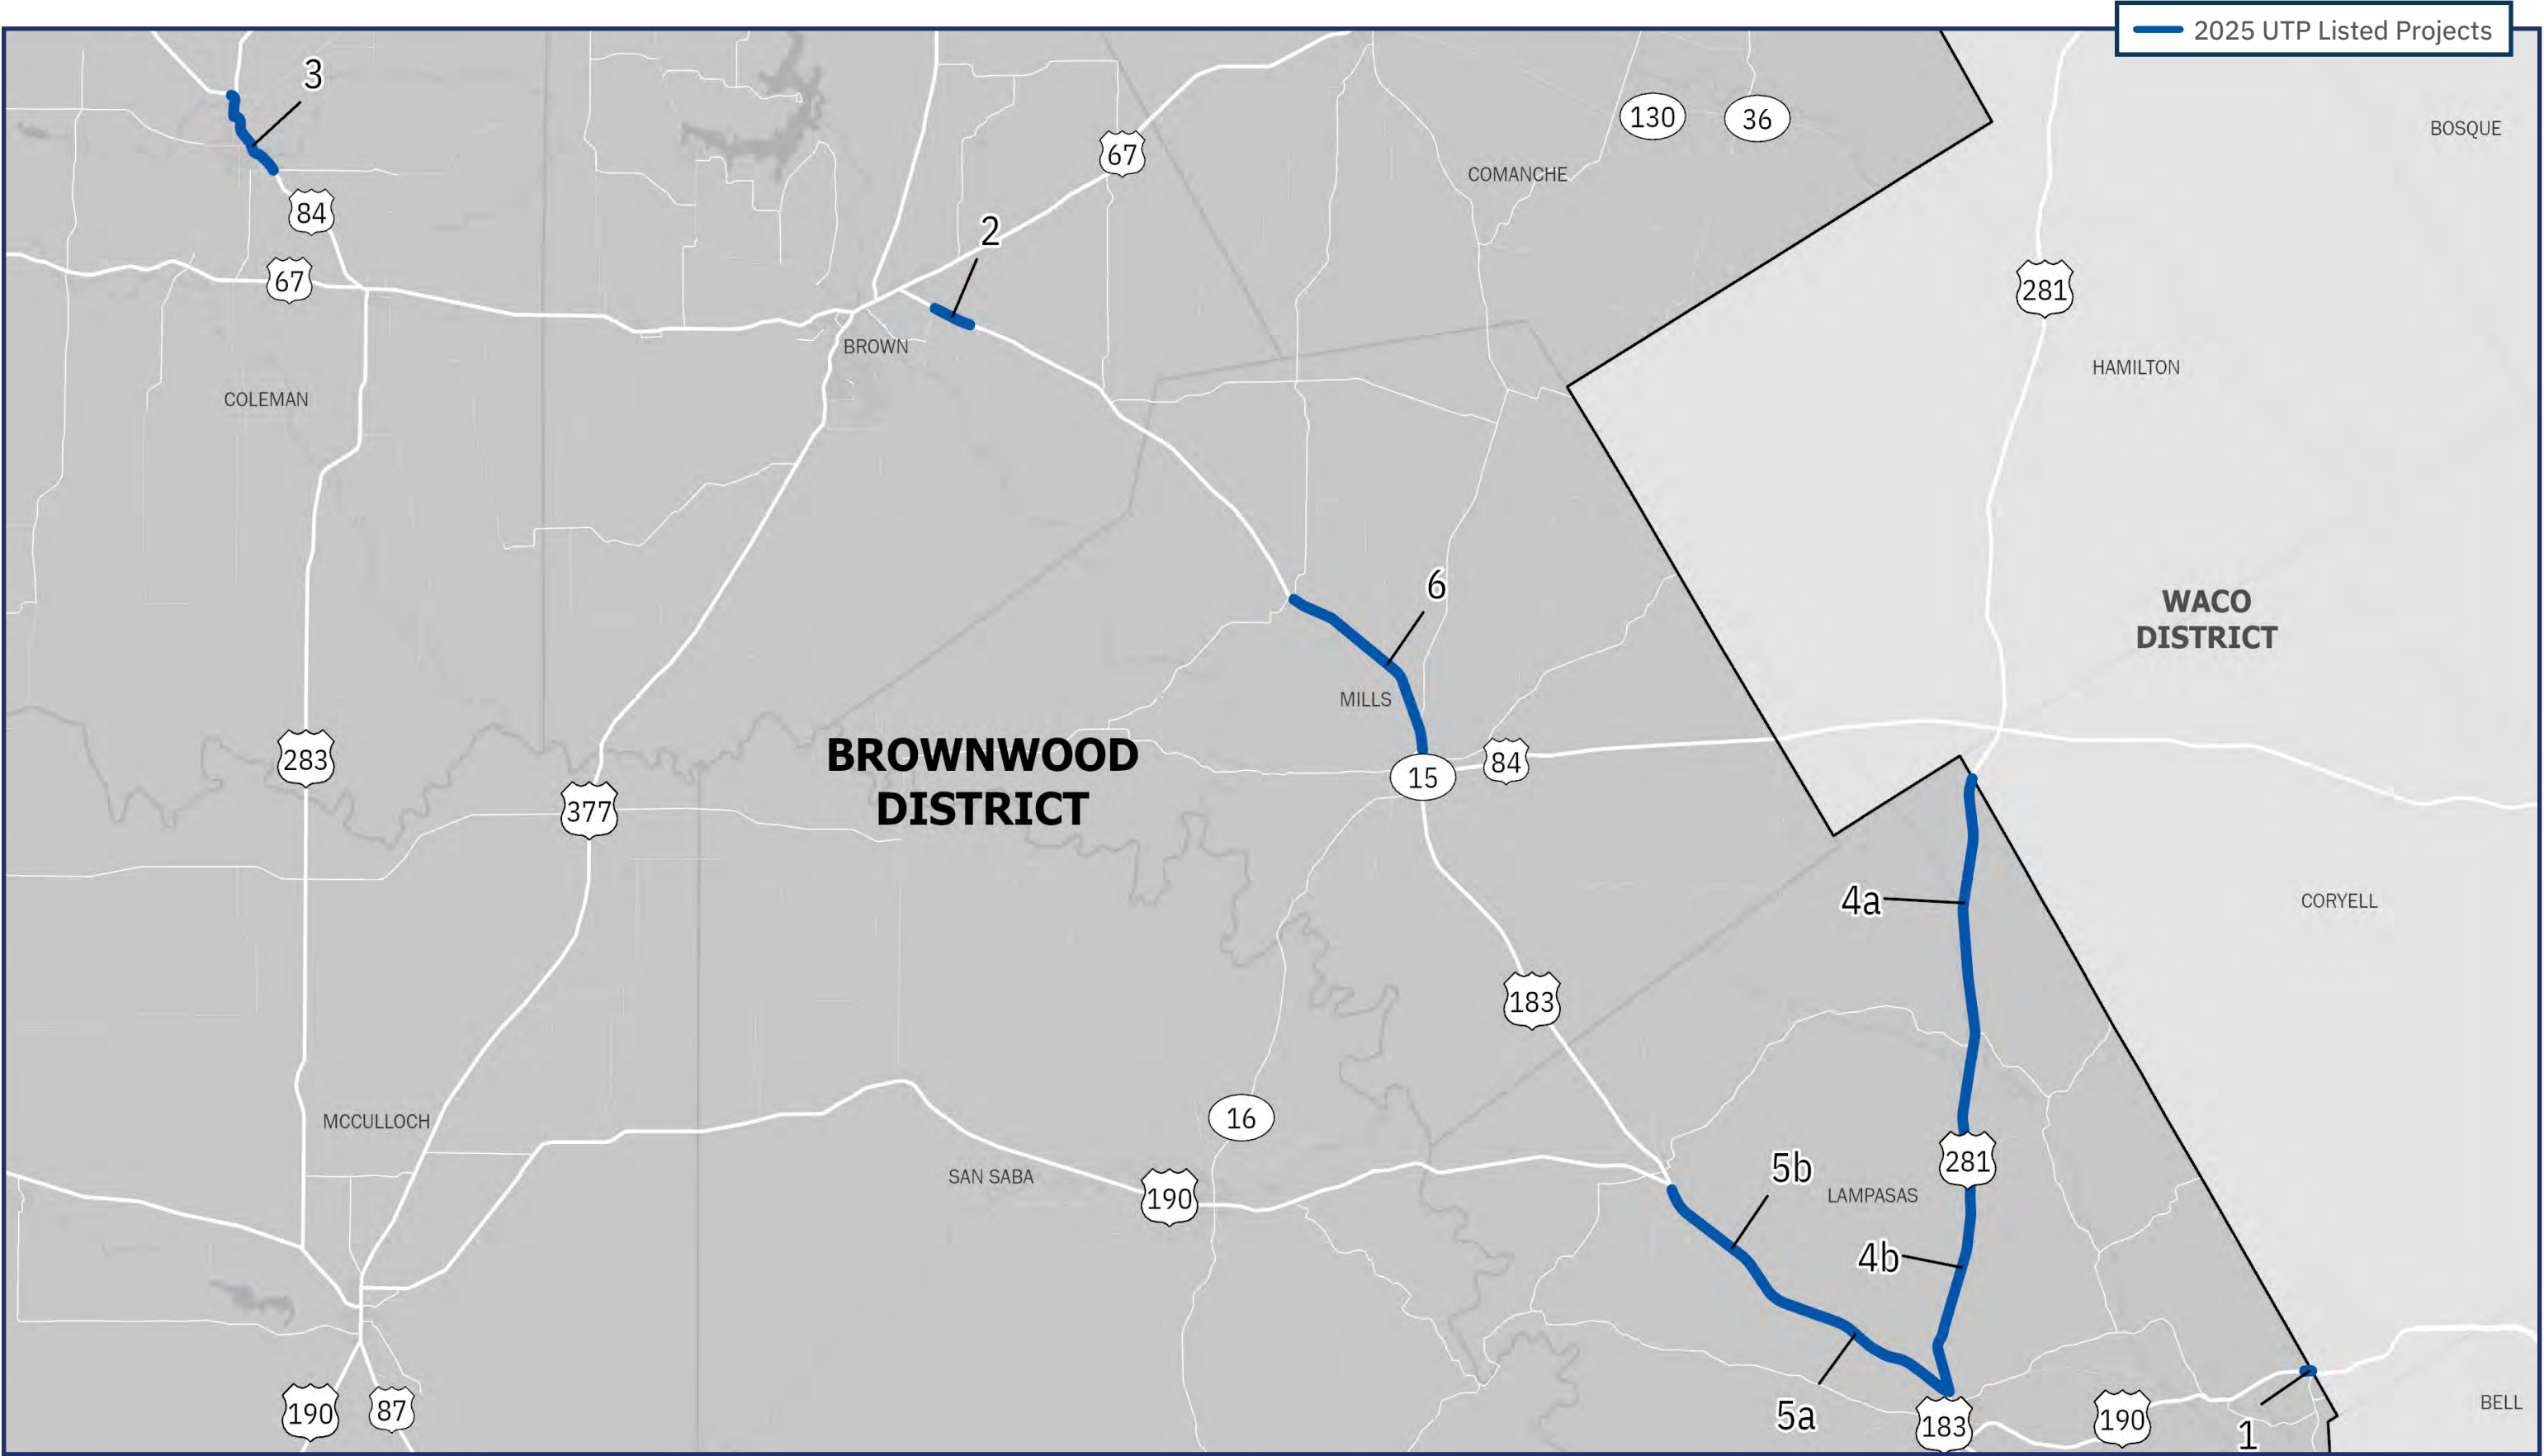 2025 UTP Listed Projects
3
130
36
BOSQUE
67
COMANCHE
84
2
67
281
BROWN
HAMILTON
COLEMAN
6
WACO
DISTRICT
MILLS
BROWNWOOD
DISTRICT
283
15
84
377
4a
CORYELL
183
16
MCCULLOCH
281
5b
SAN SABA
190
LAMPASAS
4b
190
87
5a
183
190
1
BELL